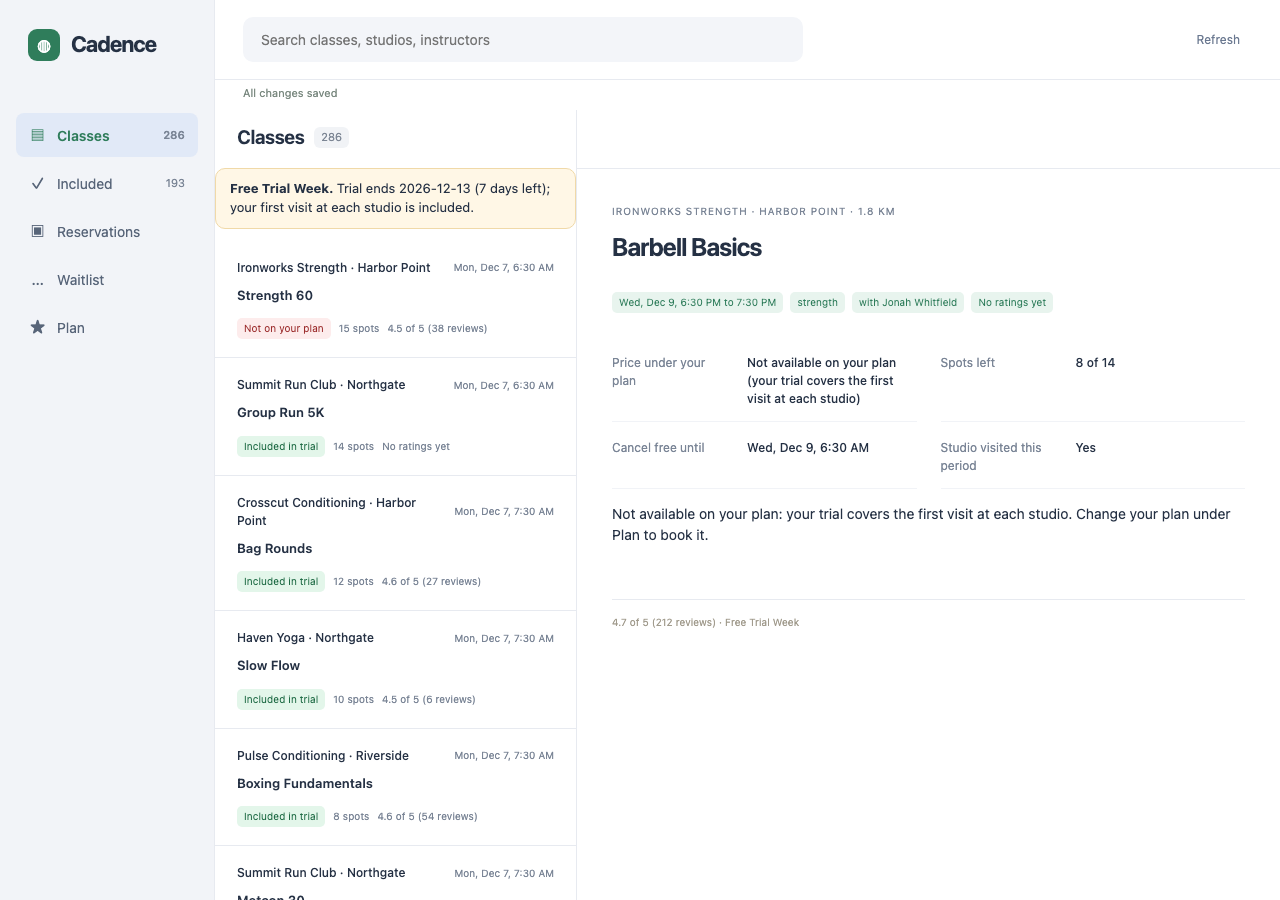 Cadence
Search classes, studios, instructors
Refresh
All changes saved
Classes 286
Included 193
Reservations
Waitlist
Plan
Classes 286
Free Trial Week. Trial ends 2026-12-13 (7 days left);
your first visit at each studio is included.
Ironworks Strength · Harbor Point Mon, Dec 7, 6:30 AM
Strength 60
Not on your plan 15 spots 4.5 of 5 (38 reviews)
Summit Run Club · Northgate Mon, Dec 7, 6:30 AM
Group Run 5K
Included in trial 14 spots No ratings yet
Crosscut Conditioning · Harbor
Point
Mon, Dec 7, 7:30 AM
Bag Rounds
Included in trial 12 spots 4.6 of 5 (27 reviews)
Haven Yoga · Northgate Mon, Dec 7, 7:30 AM
Slow Flow
Included in trial 10 spots 4.5 of 5 (6 reviews)
Pulse Conditioning · Riverside Mon, Dec 7, 7:30 AM
Boxing Fundamentals
Included in trial 8 spots 4.6 of 5 (54 reviews)
Summit Run Club · Northgate Mon, Dec 7, 7:30 AM
Metcon 30
IRONWORKS STRENGTH · HARBOR POINT · 1.8 KM
Barbell Basics
Wed, Dec 9, 6:30 PM to 7:30 PM strength with Jonah Whitfield No ratings yet
Price under your
plan
Not available on your plan
(your trial covers the first
visit at each studio)
Spots left
8 of 14
Cancel free until
Wed, Dec 9, 6:30 AM
Studio visited this
period
Yes
Not available on your plan: your trial covers the first visit at each studio. Change your plan under
Plan to book it.
4.7 of 5 (212 reviews) · Free Trial Week